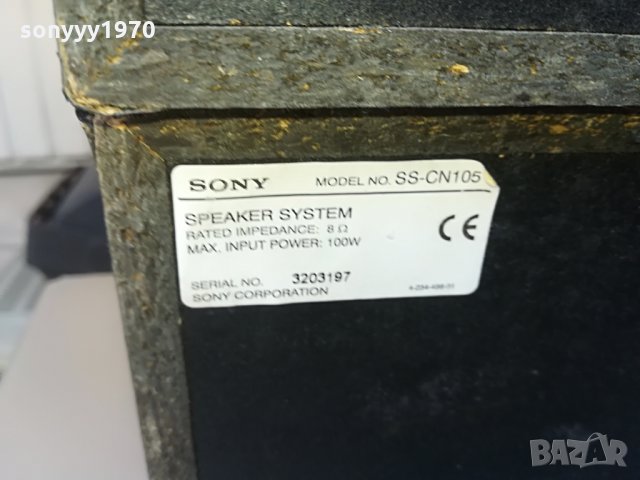 sonyyy1970
SONY MODEL NO. SS-CN105
SPEAKER SYSTEM
RATED IMPEDANCE: 8 Ω
MAX. INPUT POWER: 100W
CE
SERIAL NO. 3203197
SONY CORPORATION
BAZAR